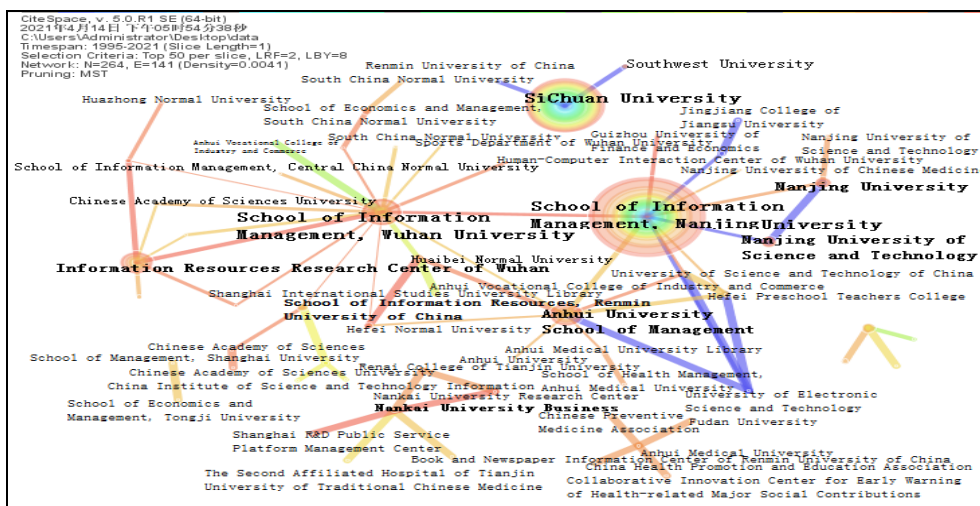 CiteSpace, v. 5.0.R1 SE (64-bit)
2021年4月14日 下午05时54分38秒
C:\Users\Administrator\Desktop\data
Timespan: 1995-2021 (Slice Length=1)
Selection Criteria: Top 50 per slice, LRF=2, LBY=8
Network: N=264, E=141 (Density=0.0041)
Pruning: MST
Renmin University of China
Southwest University
South China Normal University
SiChuan University
Huazhong Normal University
School of Economics and Management,
South China Normal University
Jingjiang College of
Jiangsu University
South China Normal University
Sports Department of Wuhan University
Guizhou University of
Finance and Economics
Nanjing University of
Science and Technology
Anhui Vocational College of
Industry and Commerce
School of Information Management, Central China Normal University
Human-Computer Interaction Center of Wuhan University
Nanjing University of Chinese Medicin
Nanjing University
Chinese Academy of Sciences University
School of Information
Management, Wuhan University
School of Information
Management, NanjingUniversity
Nanjing University of
Science and Technology
Information Resources Research Center of Wuhan
Huaibei Normal University
University of Science and Technology of China
Anhui Vocational College of Industry and Commerce
Shanghai International Studies University Library
Hefei Preschool Teachers College
School of Information Resources, Renmin
University of China
Anhui University
School of Management
Hefei Normal University
Chinese Academy of Sciences
School of Management, Shanghai University
Anhui Medical University Library
Anhui University
Renai College of Tianjin University
Chinese Academy of Sciences University
School of Health Management,
Anhui Medical University
China Institute of Science and Technology Information
Nankai University Research Center
University of Electronic
Science and Technology
School of Economics and
Management, Tongji University
Nankai University Business
Chinese Preventive
Medicine Association
Fudan University
Shanghai R&D Public Service
Platform Management Center
Anhui Medical University
Book and Newspaper Information Center of Renmin University of China
China Health Promotion and Education Association
The Second Affiliated Hospital of Tianjin
University of Traditional Chinese Medicine
Collaborative Innovation Center for Early Warning
of Health-related Major Social Contributions